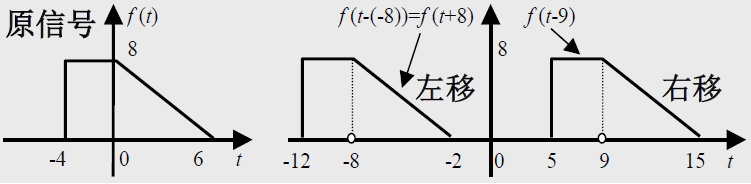 原信号
f(t)
8
-4
0
6
t
f(t-(-8))=f(t+8)
f(t-9)
8
左移
右移
-12
-8
-2
0
5
9
15
t